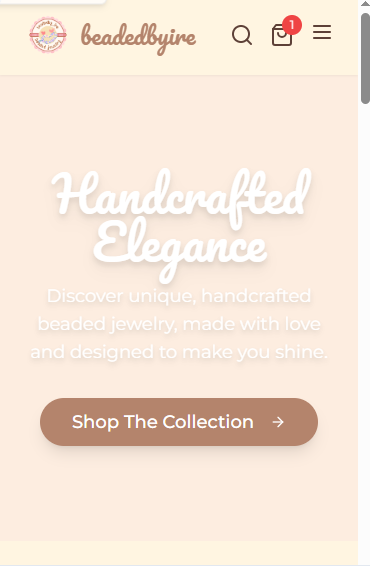 beadedbyire
1
Handcrafted
Elegance
Discover unique, handcrafted
beaded jewelry, made with love
and designed to make you shine.
Shop The Collection